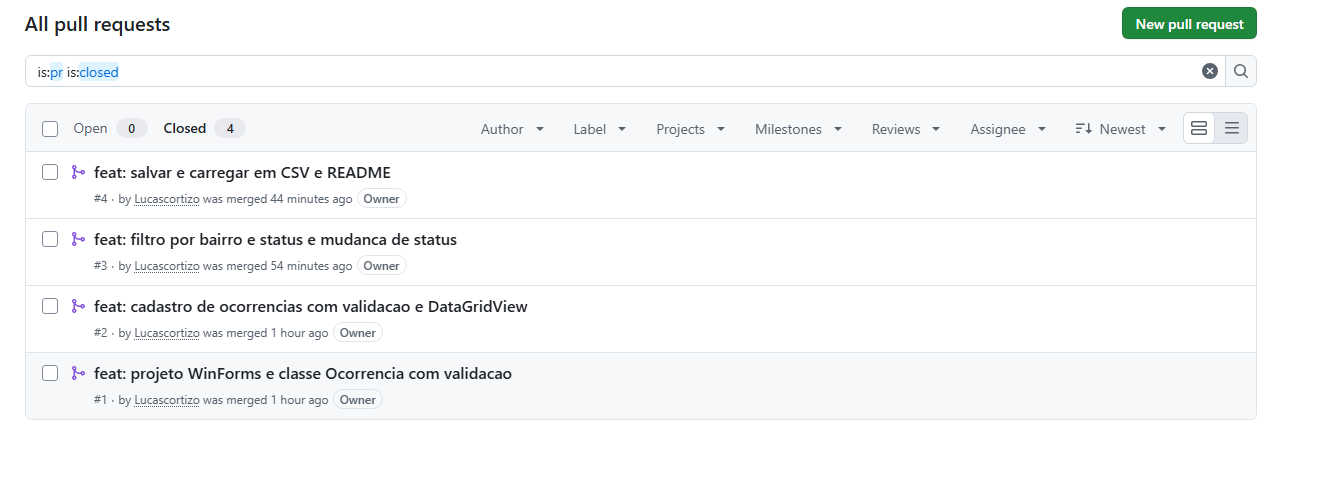 All pull requests
New pull request
is:pr is:closed
Open 0 Closed 4 Author Label Projects Milestones Reviews Assignee Newest
feat: salvar e carregar em CSV e README
#4 · by Lucascortizo was merged 44 minutes ago Owner
feat: filtro por bairro e status e mudanca de status
#3 · by Lucascortizo was merged 54 minutes ago Owner
feat: cadastro de ocorrencias com validacao e DataGridView
#2 · by Lucascortizo was merged 1 hour ago Owner
feat: projeto WinForms e classe Ocorrencia com validacao
#1 · by Lucascortizo was merged 1 hour ago Owner